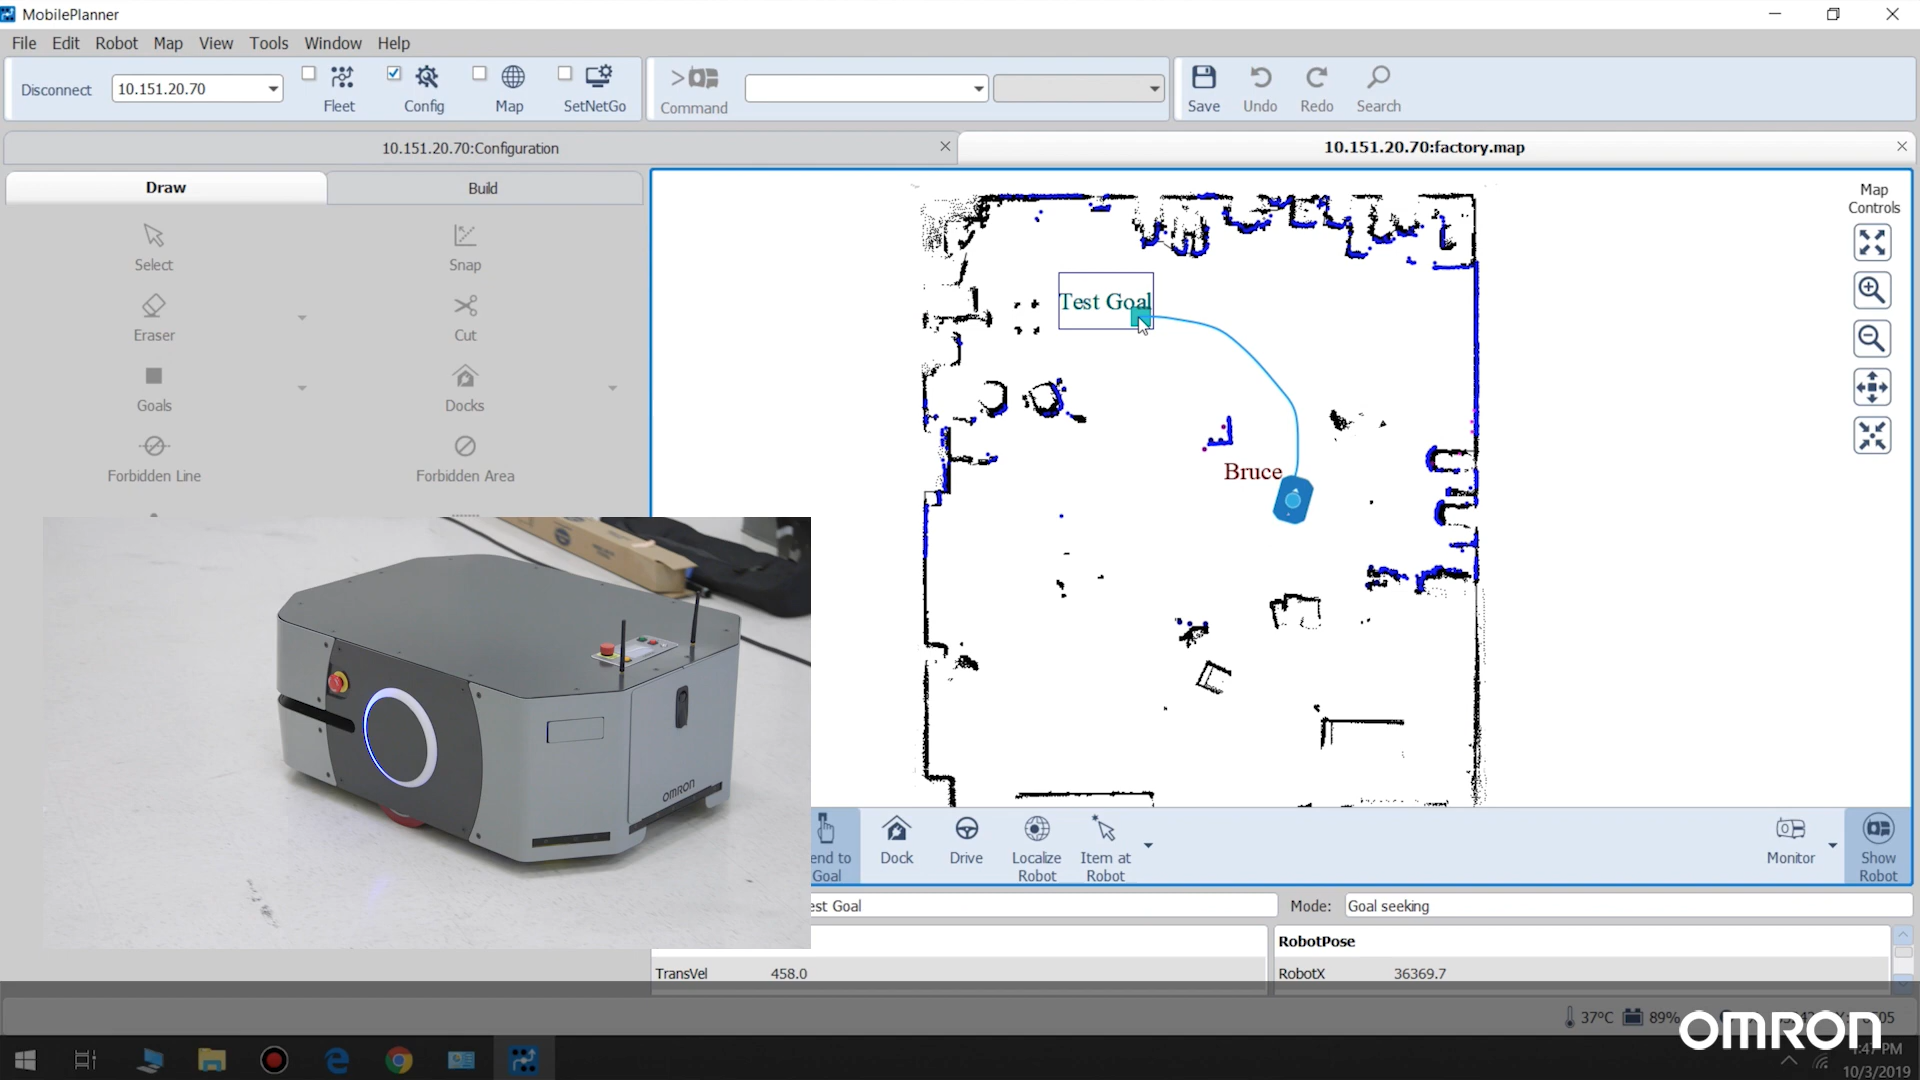 MobilePlanner
File Edit Robot Map View Tools Window Help
Disconnect 10.151.20.70 Fleet Config Map SetNetGo Command Save Undo Redo Search
10.151.20.70:Configuration
10.151.20.70:factory.map
Draw Build
Select Snap
Eraser Cut
Goals Docks
Forbidden Line Forbidden Area
Map
Controls
Test Goal
Bruce
OMRON
end to
Goal
Dock
Drive
Localize
Robot
Item at
Robot
Monitor
Show
Robot
est Goal
Mode: Goal seeking
RobotPose
TransVel 458.0
RobotX 36369.7
37°C 89%
OMRON
4:47 PM
10/3/2019